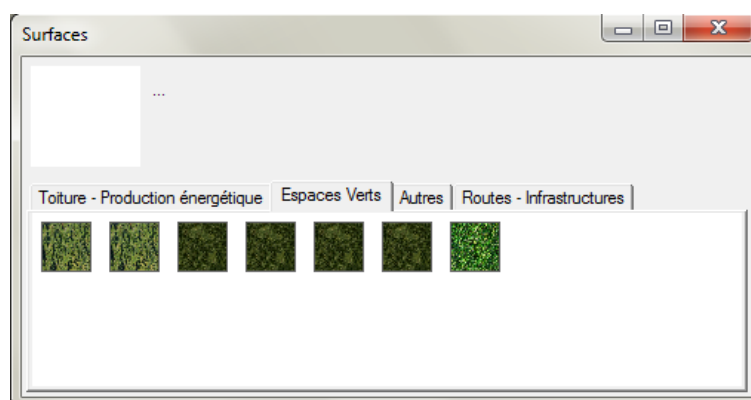 Surfaces
...
Toiture - Production énergétique Espaces Verts Autres Routes - Infrastructures